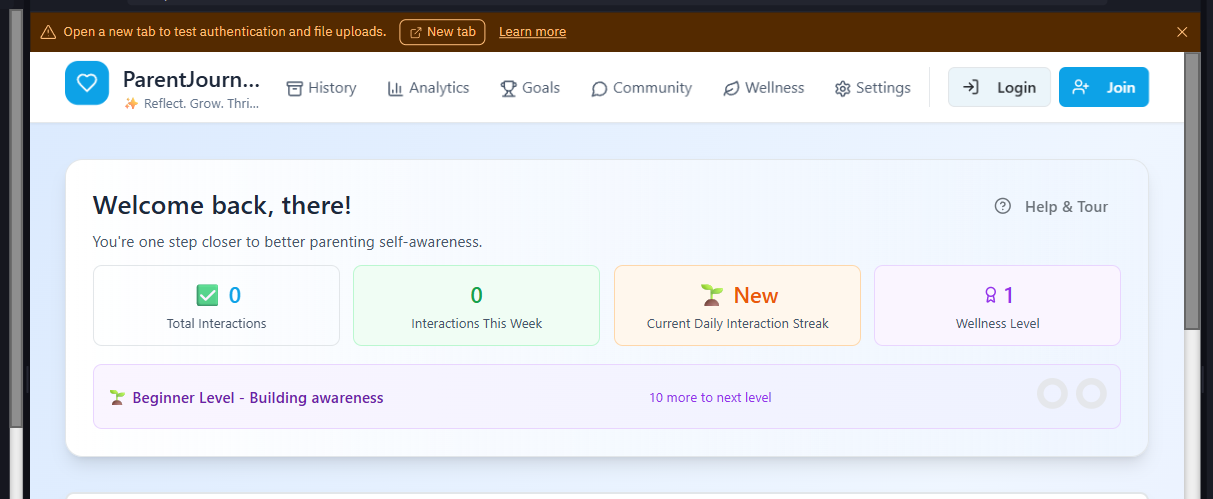 Open a new tab to test authentication and file uploads. New tab Learn more
ParentJourn... History Analytics Goals Community Wellness Settings Login Join
✨ Reflect. Grow. Thri...
Welcome back, there!
Help & Tour
You're one step closer to better parenting self-awareness.
✅ 0
Total Interactions
0
Interactions This Week
🌱 New
Current Daily Interaction Streak
1
Wellness Level
🌱 Beginner Level - Building awareness
10 more to next level